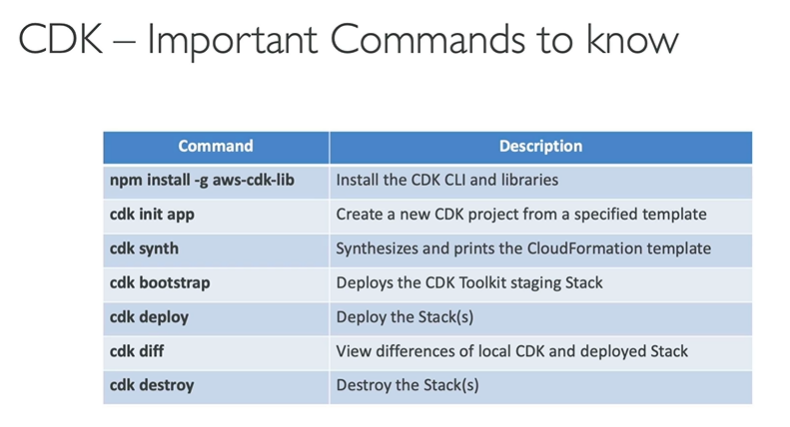 CDK – Important Commands to know
Command Description
npm install -g aws-cdk-lib Install the CDK CLI and libraries
cdk init app Create a new CDK project from a specified template
cdk synth Synthesizes and prints the CloudFormation template
cdk bootstrap Deploys the CDK Toolkit staging Stack
cdk deploy Deploy the Stack(s)
cdk diff View differences of local CDK and deployed Stack
cdk destroy Destroy the Stack(s)